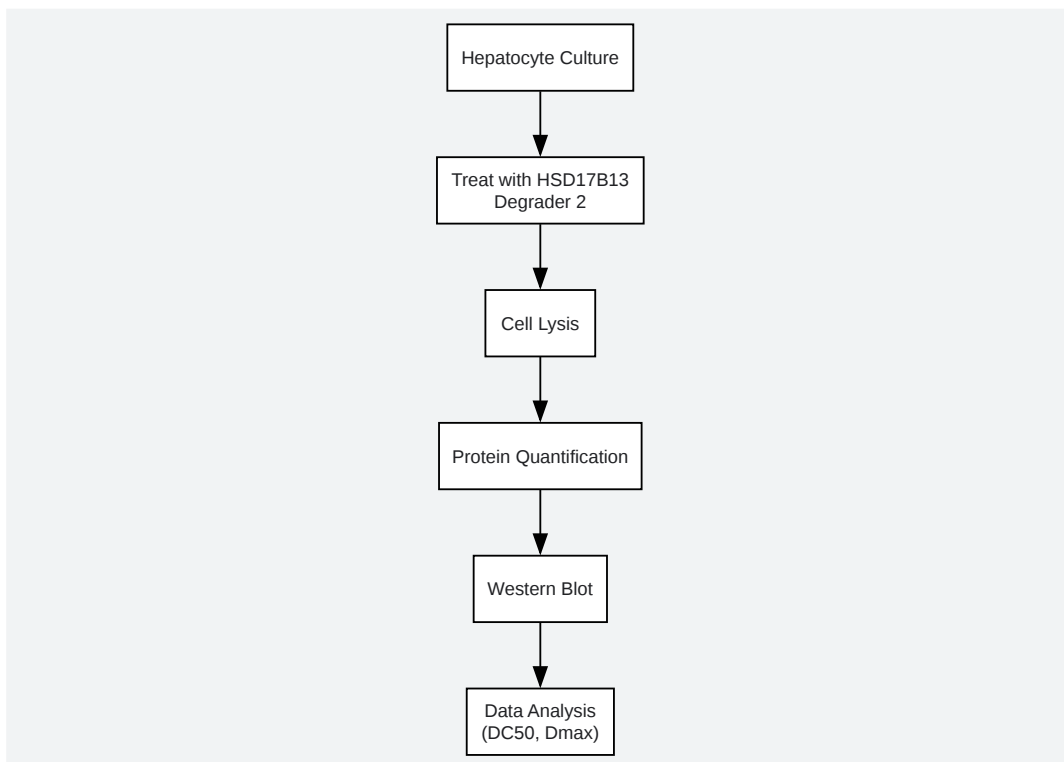 Hepatocyte Culture
Treat with HSD17B13
Degrader 2
Cell Lysis
Protein Quantification
Western Blot
Data Analysis
(DC50, Dmax)